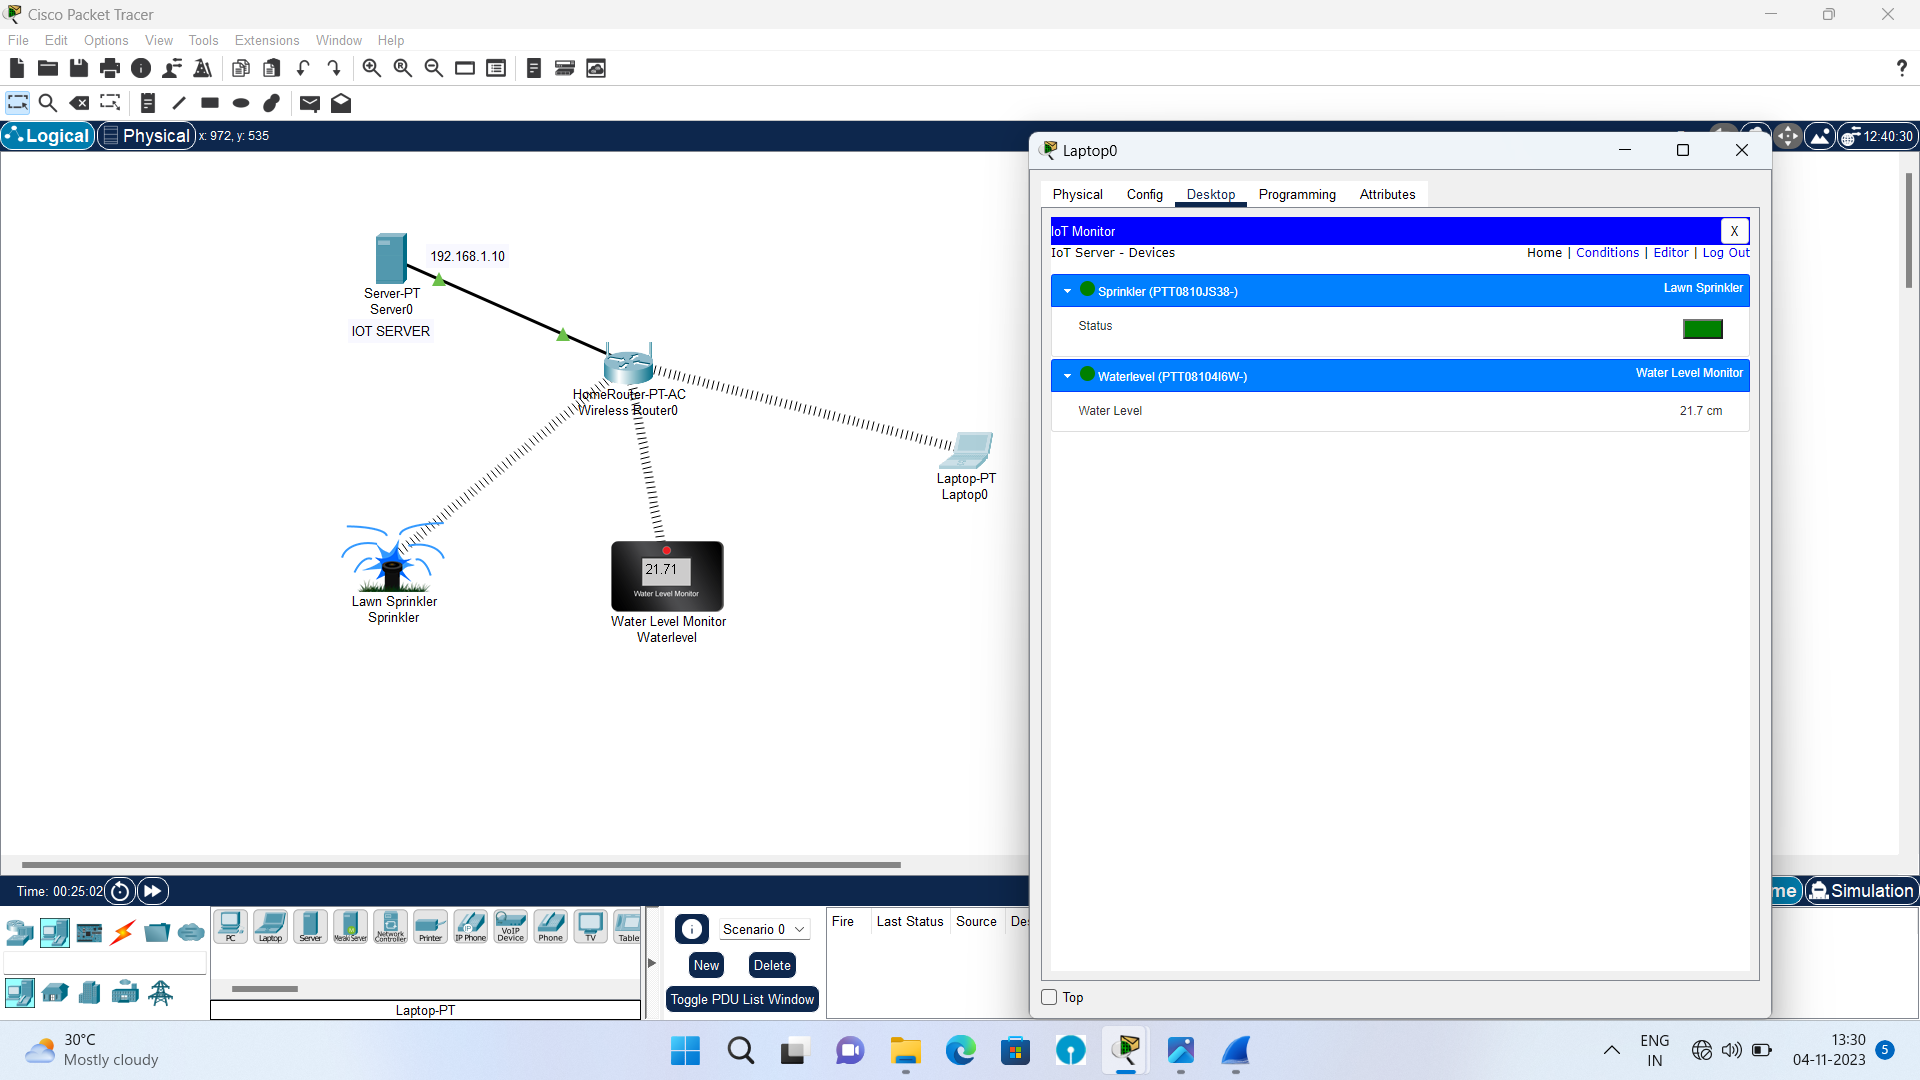 Cisco Packet Tracer
File Edit Options View Tools Extensions Window Help
?
Logical Physical x: 972, y: 535
12:40:30
192.168.1.10
Server-PT
Server0
IOT SERVER
HomeRouter-PT-AC
Wireless Router0
Laptop-PT
Laptop0
Lawn Sprinkler
Sprinkler
21.71
Water Level Monitor
Water Level Monitor
Waterlevel
Laptop0
Physical Config Desktop Programming Attributes
IoT Monitor X
IoT Server - Devices Home | Conditions | Editor | Log Out
Sprinkler (PTT0810JS38-) Lawn Sprinkler
Status
Waterlevel (PTT08104I6W-) Water Level Monitor
Water Level 21.7 cm
Top
Time: 00:25:02
me Simulation
PC Laptop Server Meraki Server Network Controller Printer IP Phone VoIP Device Phone TV Table
Laptop-PT
Scenario 0
New Delete
Toggle PDU List Window
Fire Last Status Source Des
30°C
Mostly cloudy
ENG
IN
13:30
04-11-2023
5